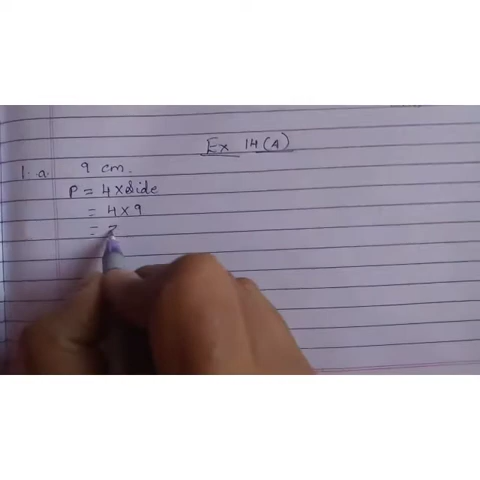 Ex 14(A)
1. a. 9 cm.
P = 4 × side
= 4 × 9
=